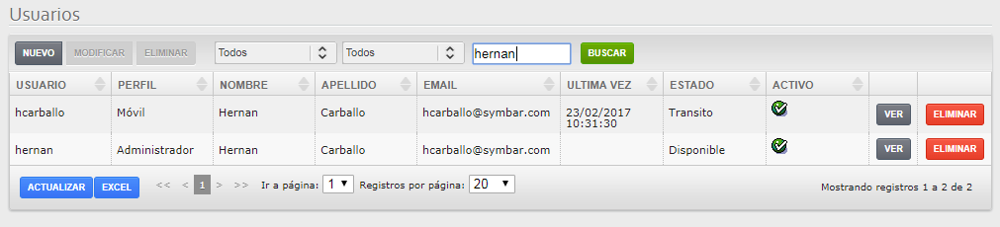 Usuarios
NUEVO MODIFICAR ELIMINAR Todos Todos hernan BUSCAR
USUARIO PERFIL NOMBRE APELLIDO EMAIL ULTIMA VEZ ESTADO ACTIVO
hcarballo Móvil Hernan Carballo hcarballo@symbar.com 23/02/2017 Transito VER ELIMINAR
10:31:30
hernan Administrador Hernan Carballo hcarballo@symbar.com Disponible VER ELIMINAR
ACTUALIZAR EXCEL << < 1 > >> Ir a página: 1 Registros por página: 20 Mostrando registros 1 a 2 de 2